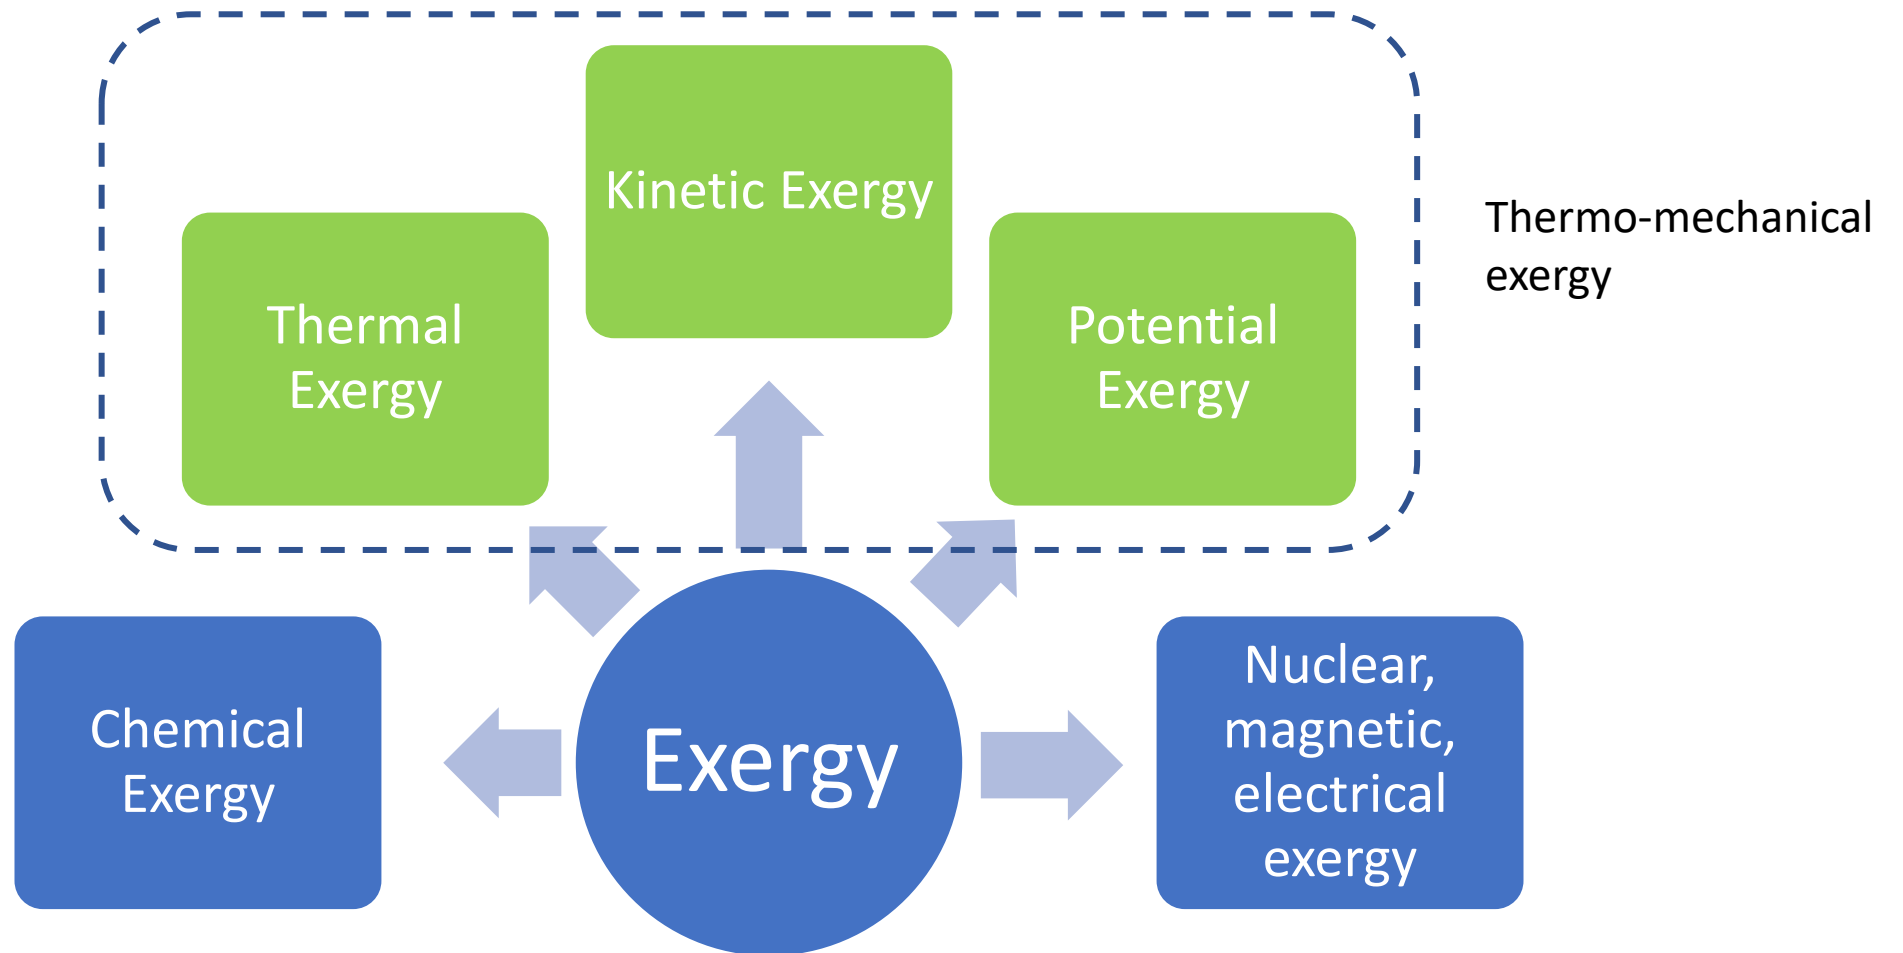 Kinetic Exergy
Thermal
Exergy
Potential
Exergy
Thermo-mechanical
exergy
Chemical
Exergy
Exergy
Nuclear,
magnetic,
electrical
exergy